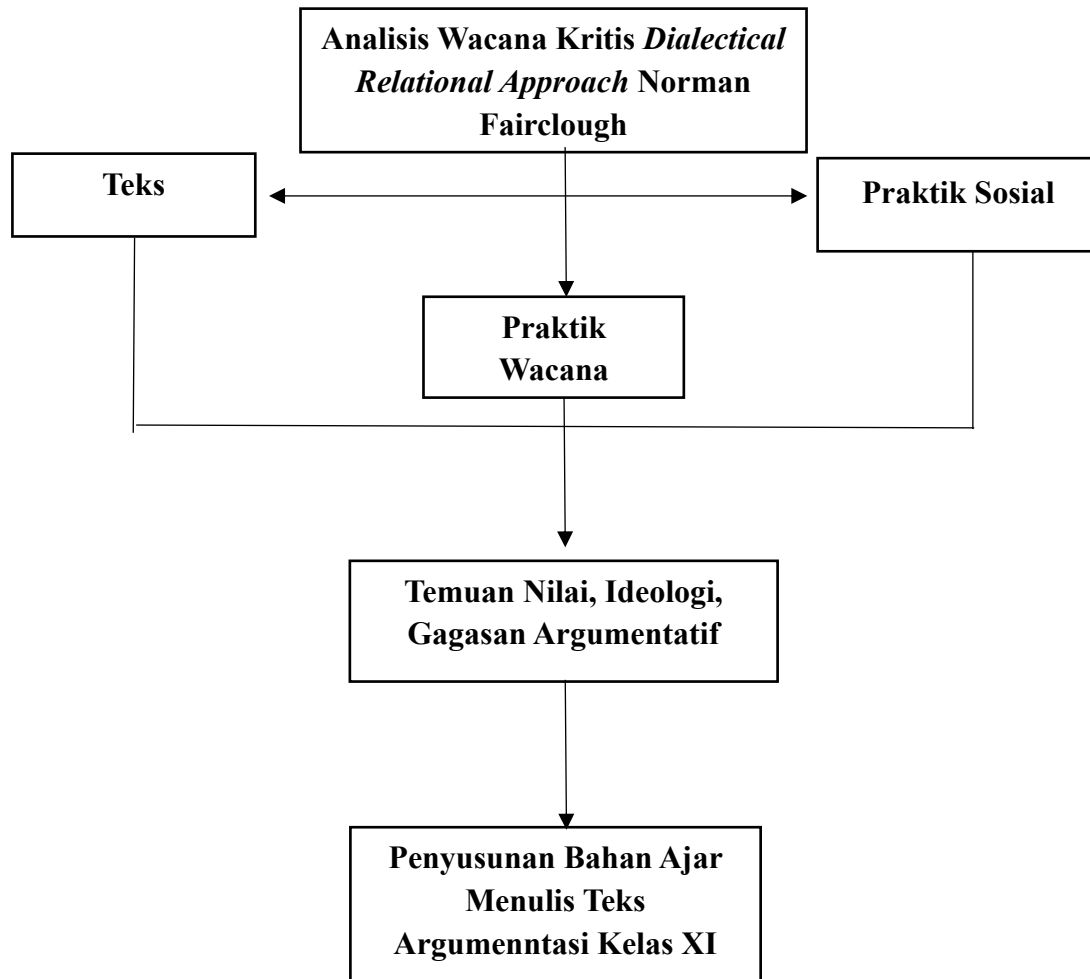 Analisis Wacana Kritis Dialectical
Relational Approach Norman
Fairclough
Teks
Praktik Sosial
Praktik
Wacana
Temuan Nilai, Ideologi,
Gagasan Argumentatif
Penyusunan Bahan Ajar
Menulis Teks
Argumenntasi Kelas XI